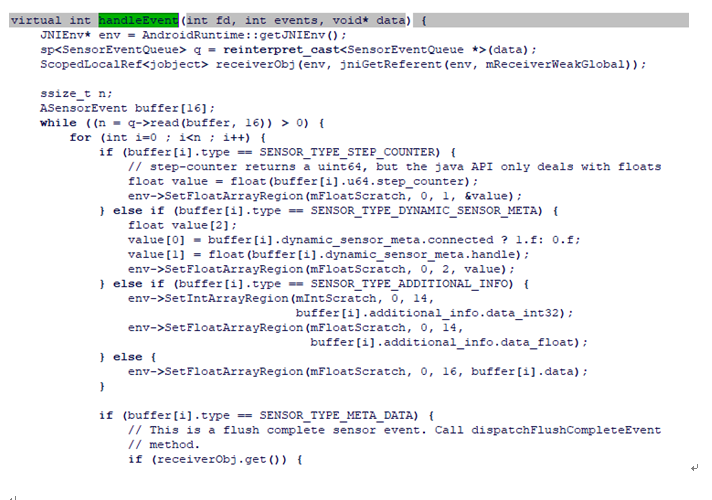 virtual int handleEvent(int fd, int events, void* data) {
    JNIEnv* env = AndroidRuntime::getJNIEnv();
    sp<SensorEventQueue> q = reinterpret_cast<SensorEventQueue *>(data);
    ScopedLocalRef<jobject> receiverObj(env, jniGetReferent(env, mReceiverWeakGlobal));

    ssize_t n;
    ASensorEvent buffer[16];
    while ((n = q->read(buffer, 16)) > 0) {
        for (int i=0 ; i<n ; i++) {
            if (buffer[i].type == SENSOR_TYPE_STEP_COUNTER) {
                // step-counter returns a uint64, but the java API only deals with floats
                float value = float(buffer[i].u64.step_counter);
                env->SetFloatArrayRegion(mFloatScratch, 0, 1, &value);
            } else if (buffer[i].type == SENSOR_TYPE_DYNAMIC_SENSOR_META) {
                float value[2];
                value[0] = buffer[i].dynamic_sensor_meta.connected ? 1.f: 0.f;
                value[1] = float(buffer[i].dynamic_sensor_meta.handle);
                env->SetFloatArrayRegion(mFloatScratch, 0, 2, value);
            } else if (buffer[i].type == SENSOR_TYPE_ADDITIONAL_INFO) {
                env->SetIntArrayRegion(mIntScratch, 0, 14,
                                       buffer[i].additional_info.data_int32);
                env->SetFloatArrayRegion(mFloatScratch, 0, 14,
                                         buffer[i].additional_info.data_float);
            } else {
                env->SetFloatArrayRegion(mFloatScratch, 0, 16, buffer[i].data);
            }

            if (buffer[i].type == SENSOR_TYPE_META_DATA) {
                // This is a flush complete sensor event. Call dispatchFlushCompleteEvent
                // method.
                if (receiverObj.get()) {